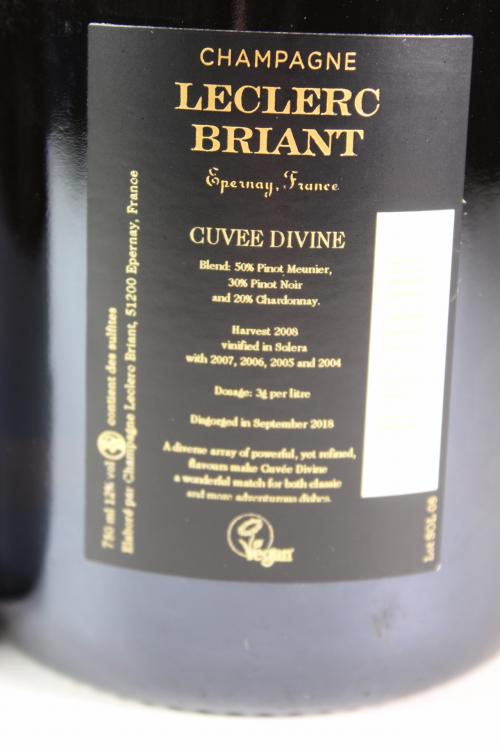 CHAMPAGNE
LECLERC
BRIANT
Epernay, France
CUVEE DIVINE
Blend: 50% Pinot Meunier,
30% Pinot Noir
and 20% Chardonnay.
Harvest 2008
vinified in Solera
with 2007, 2006, 2005 and 2004
Dosage: 3g per litre
Disgorged in September 2018
A diverse array of powerful, yet refined,
flavours make Cuvée Divine
a wonderful match for both classic
and more adventurous dishes.
Vegan
750 ml 12% vol contient des sulfites
Elaboré par Champagne Leclerc Briant, 51200 Epernay, France
Lot SOL 08